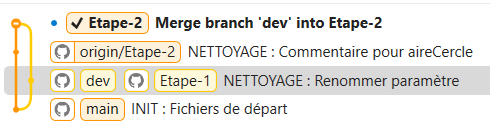 ✓ Etape-2 Merge branch 'dev' into Etape-2
origin/Etape-2 NETTOYAGE : Commentaire pour aireCercle
dev Etape-1 NETTOYAGE : Renommer paramètre
main INIT : Fichiers de départ